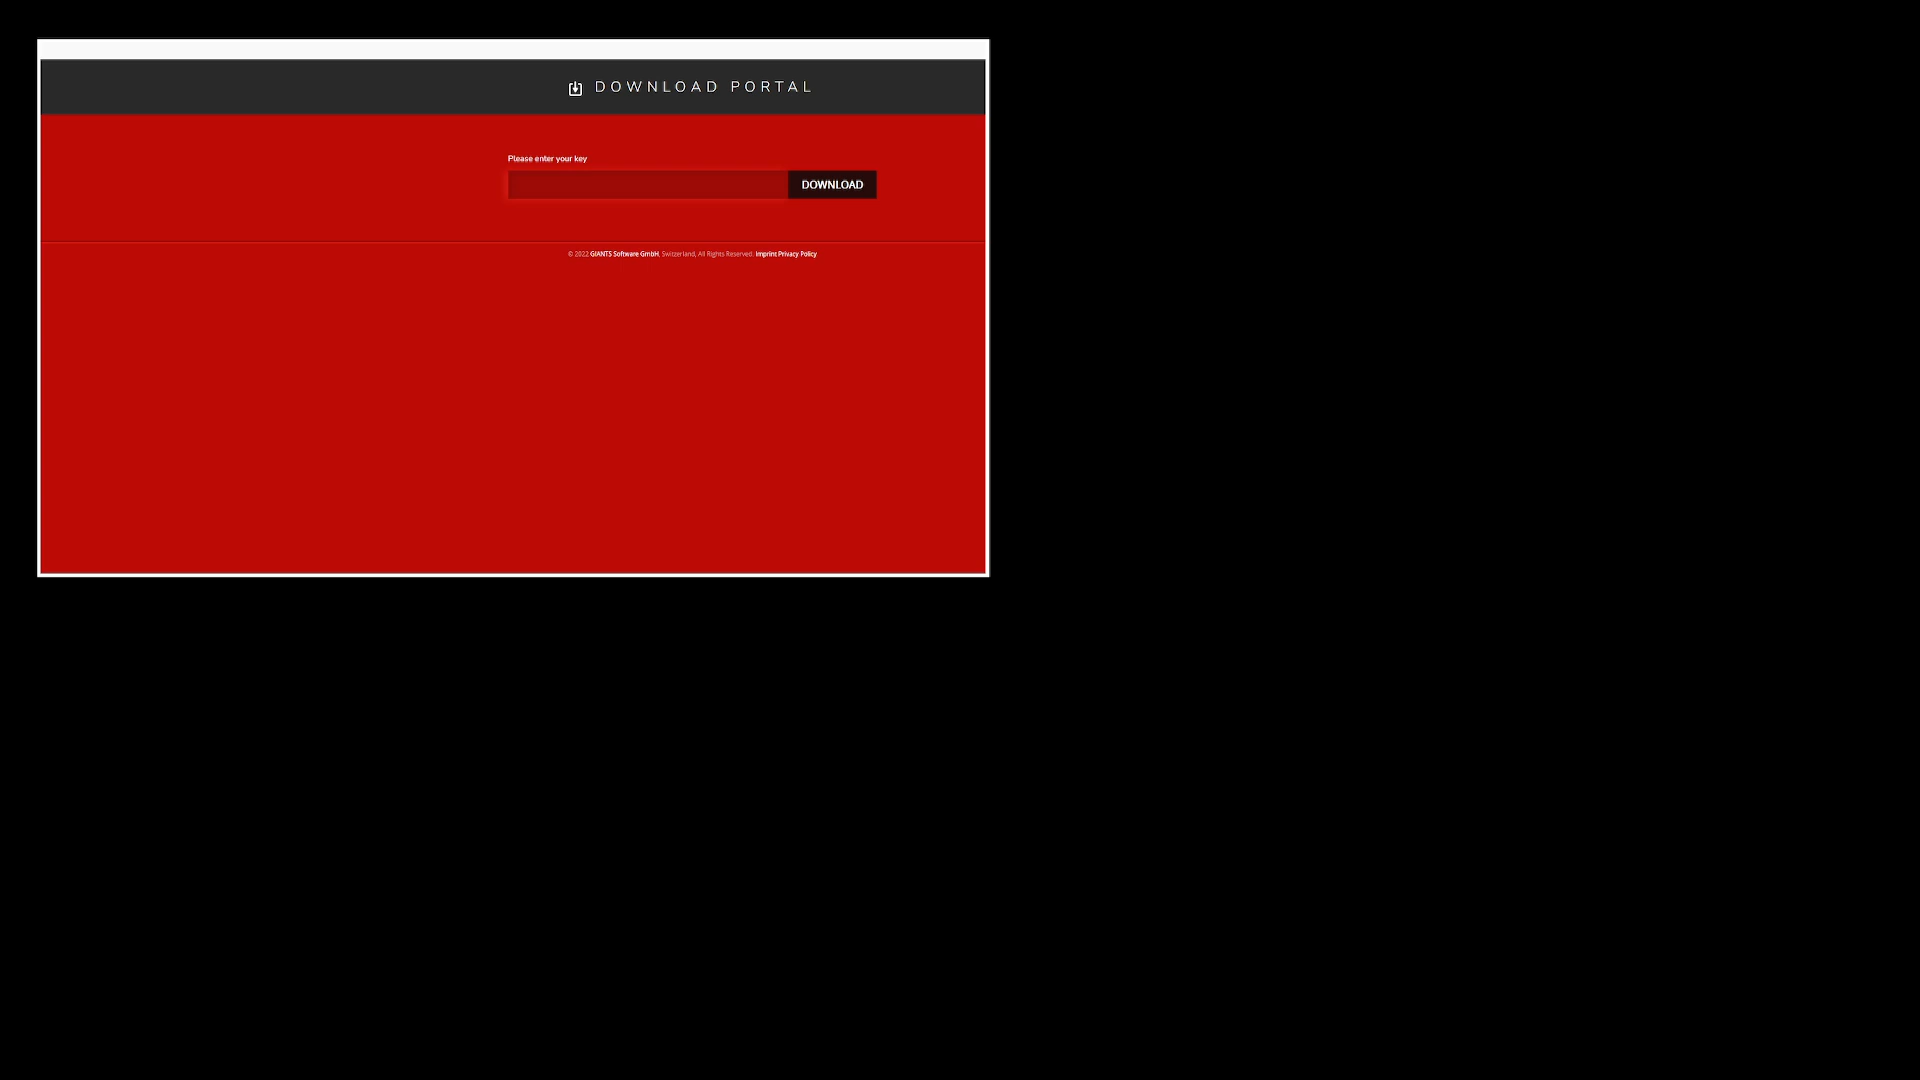 DOWNLOAD PORTAL
Please enter your key
DOWNLOAD
© 2022 GIANTS Software GmbH, Switzerland, All Rights Reserved. Imprint Privacy Policy